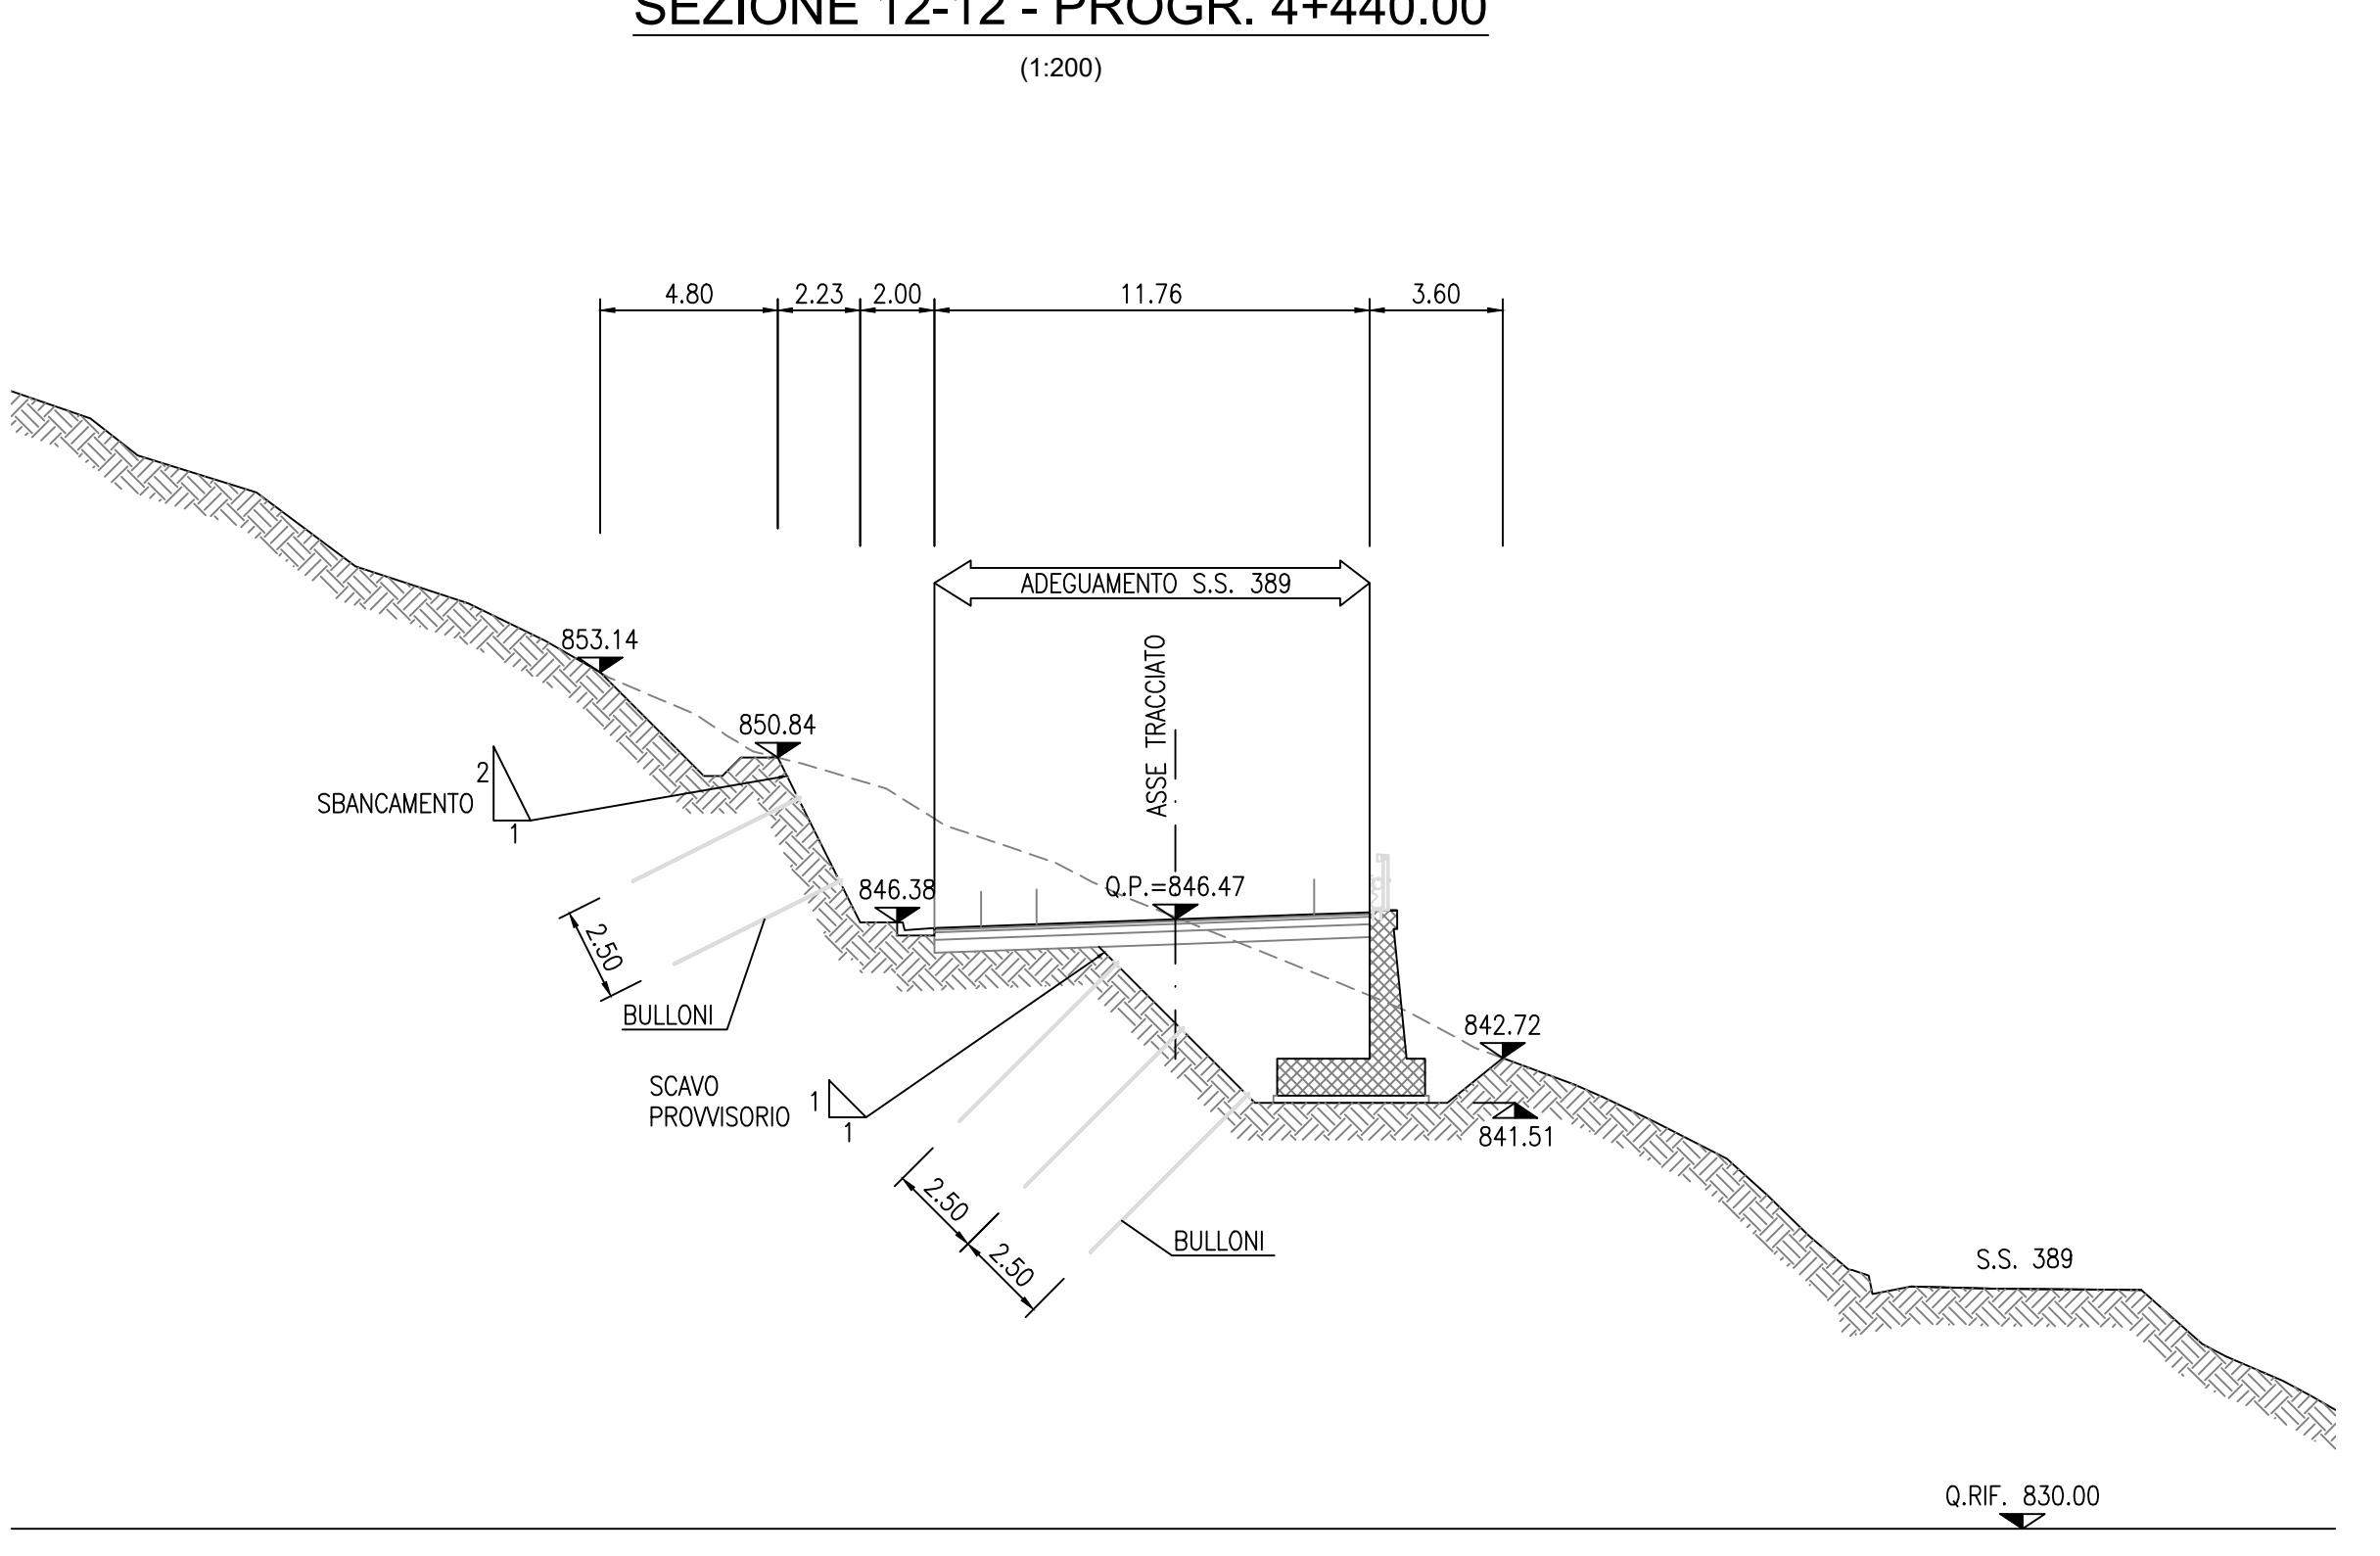 SEZIONE 12-12 - PROGR. 4+440.00
(1:200)
4.80 2.23 2.00 11.76 3.60
ADEGUAMENTO S.S. 389
ASSE TRACCIATO
853.14
850.84
2
SBANCAMENTO
1
846.38
Q.P.=846.47
2.50
BULLONI
842.72
SCAVO
PROVVISORIO
1
1
841.51
2.50
2.50
BULLONI
S.S. 389
Q.RIF. 830.00